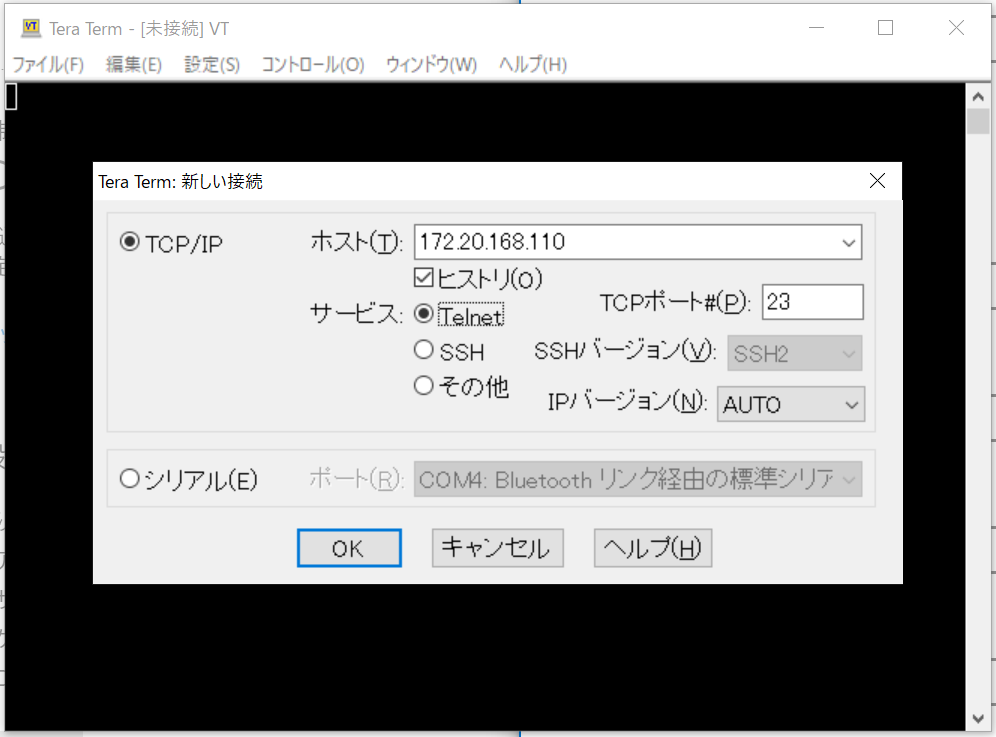 Tera Term - [未接続] VT
ファイル(F) 編集(E) 設定(S) コントロール(O) ウィンドウ(W) ヘルプ(H)
Tera Term: 新しい接続
TCP/IP ホスト(T): 172.20.168.110
ヒストリ(O)
サービス: Telnet TCPポート#(P): 23
SSH SSHバージョン(V): SSH2
その他 IPバージョン(N): AUTO
シリアル(E) ポート(R): COM4: Bluetooth リンク経由の標準シリア
OK キャンセル ヘルプ(H)